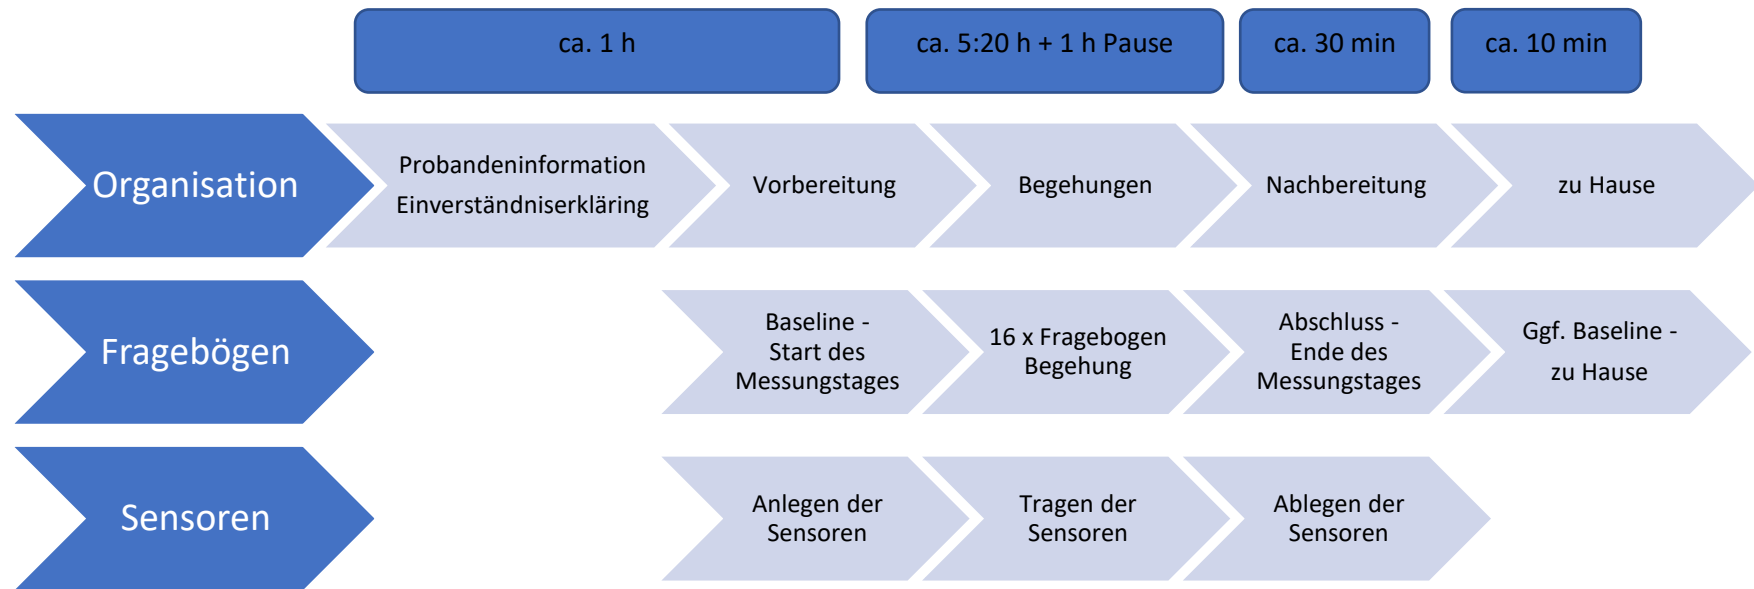 ca. 1 h
ca. 5:20 h + 1 h Pause
ca. 30 min
ca. 10 min
Organisation
Probandeninformation
Einverständniserkläring
Vorbereitung
Begehungen
Nachbereitung
zu Hause
Fragebögen
Baseline -
Start des
Messungstages
16 x Fragebogen
Begehung
Abschluss -
Ende des
Messungstages
Ggf. Baseline -
zu Hause
Sensoren
Anlegen der
Sensoren
Tragen der
Sensoren
Ablegen der
Sensoren